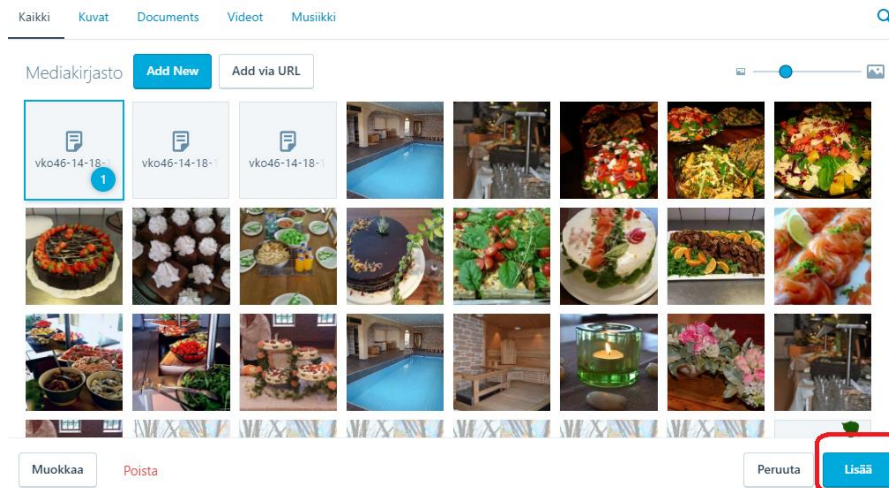 Kaikki Kuvat Documents Videot Musiikki
Mediakirjasto Add New Add via URL
vko46-14-18- vko46-14-18- vko46-14-18-
1
Muokkaa Poista Peruuta Lisää